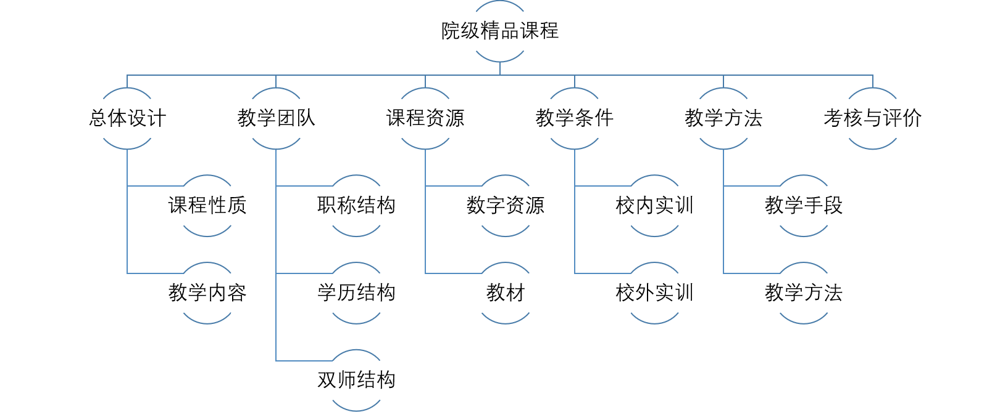 院级精品课程
总体设计
教学团队
课程资源
教学条件
教学方法
考核与评价
课程性质
职称结构
数字资源
校内实训
教学手段
教学内容
学历结构
教材
校外实训
教学方法
双师结构